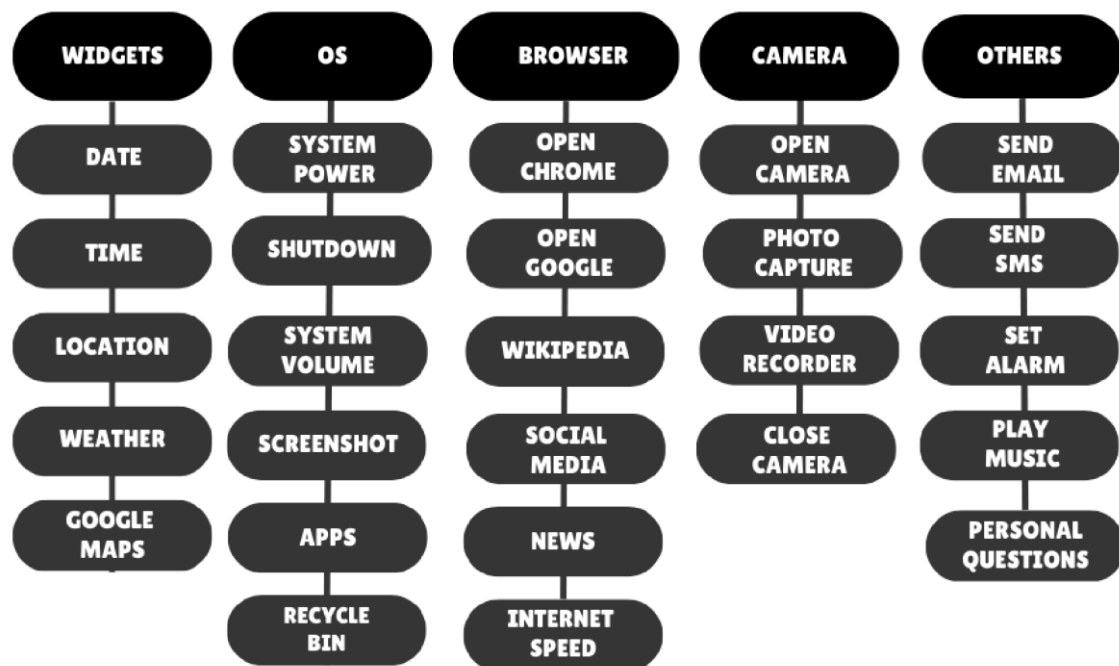 WIDGETS
DATE
TIME
LOCATION
WEATHER
GOOGLE
MAPS
OS
SYSTEM
POWER
SHUTDOWN
SYSTEM
VOLUME
SCREENSHOT
APPS
RECYCLE
BIN
BROWSER
OPEN
CHROME
OPEN
GOOGLE
WIKIPEDIA
SOCIAL
MEDIA
NEWS
INTERNET
SPEED
CAMERA
OPEN
CAMERA
PHOTO
CAPTURE
VIDEO
RECORDER
CLOSE
CAMERA
OTHERS
SEND
EMAIL
SEND
SMS
SET
ALARM
PLAY
MUSIC
PERSONAL
QUESTIONS